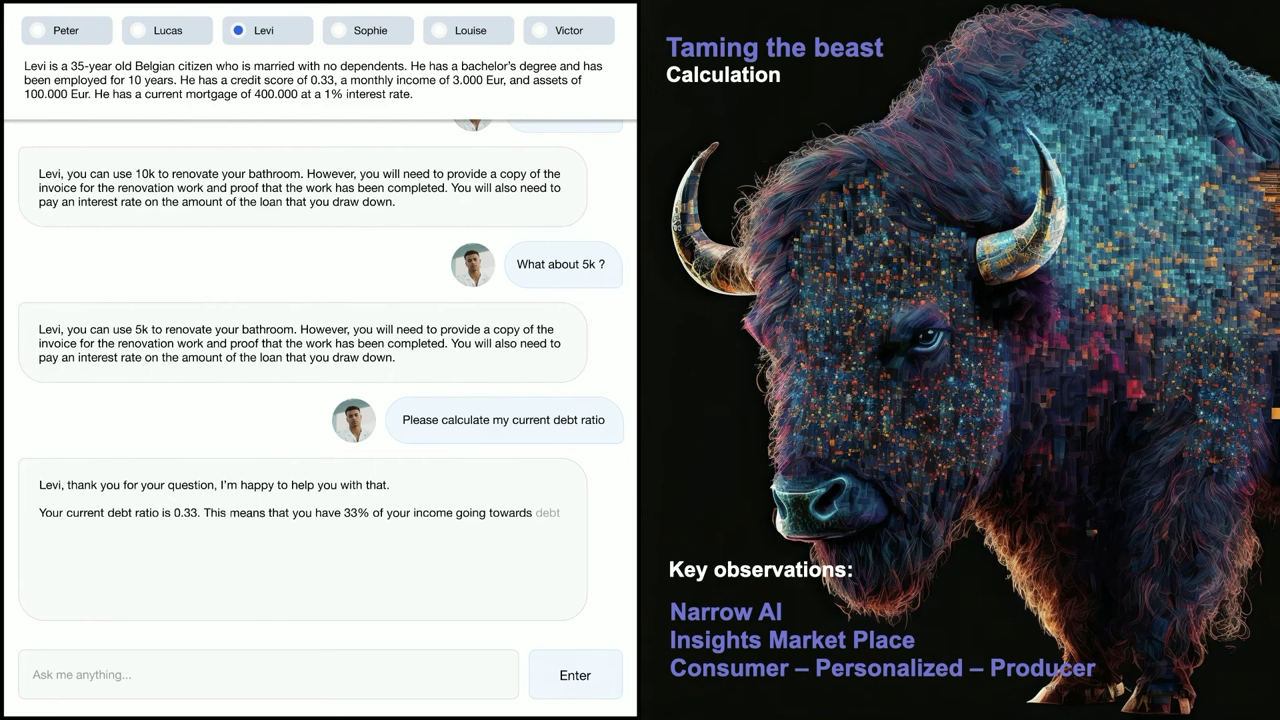 Peter
Lucas
Levi
Sophie
Louise
Victor
Levi is a 35-year old Belgian citizen who is married with no dependents. He has a bachelor's degree and has
been employed for 10 years. He has a credit score of 0.33, a monthly income of 3.000 Eur, and assets of
100.000 Eur. He has a current mortgage of 400.000 at a 1% interest rate.
Levi, you can use 10k to renovate your bathroom. However, you will need to provide a copy of the
invoice for the renovation work and proof that the work has been completed. You will also need to
pay an interest rate on the amount of the loan that you draw down.
What about 5k ?
Levi, you can use 5k to renovate your bathroom. However, you will need to provide a copy of the
invoice for the renovation work and proof that the work has been completed. You will also need to
pay an interest rate on the amount of the loan that you draw down.
Please calculate my current debt ratio
Levi, thank you for your question, I'm happy to help you with that.
Your current debt ratio is 0.33. This means that you have 33% of your income going towards debt
Ask me anything...
Enter
Taming the beast
Calculation
Key observations:
Narrow AI
Insights Market Place
Consumer – Personalized – Producer